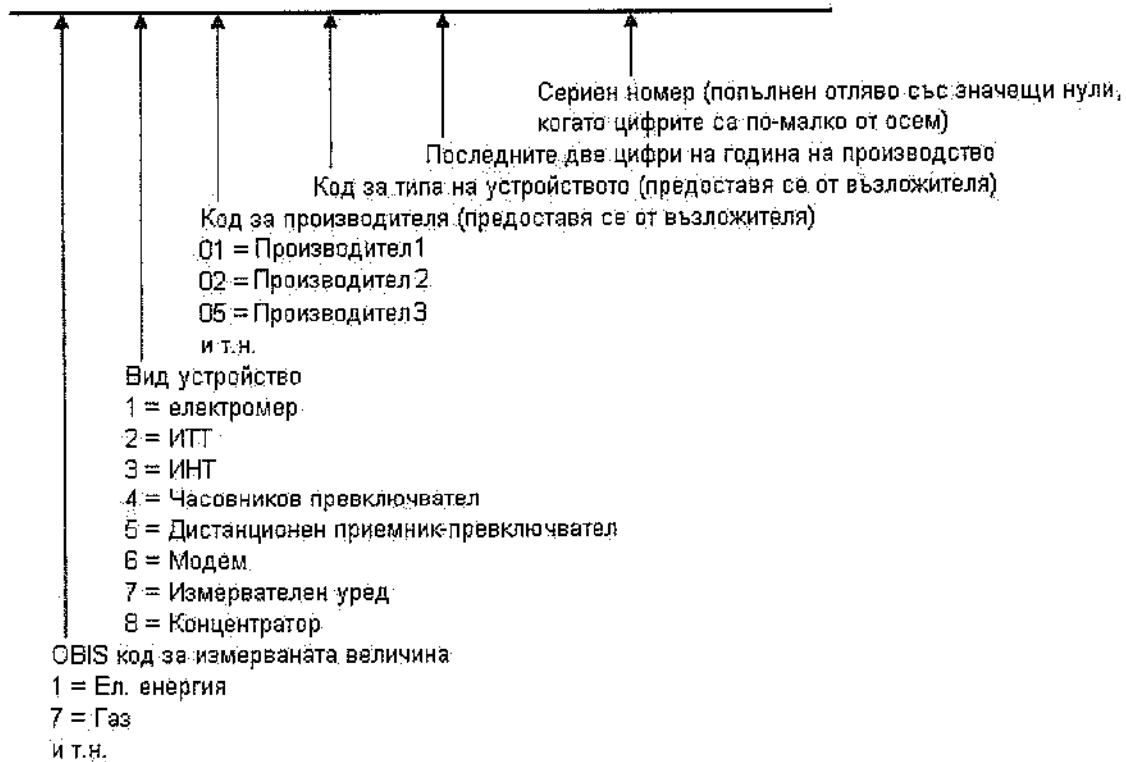 Сериен номер (попълнен отляво със значещи нули,
когато цифрите са по-малко от осем)
Последните две цифри на година на производство
Код за типа на устройството (предоставя се от възложителя)
Код за производителя (предоставя се от възложителя)
01 = Производител1
02 = Производител2
05 = Производител3
и т.н.
Вид устройство
1 = електромер
2 = ИТТ
3 = ИНТ
4 = Часовников превключвател
5 = Дистанционен приемник-превключвател
6 = Модем
7 = Измервателен уред
8 = Концентратор
OBIS код за измерваната величина
1 = Ел. енергия
7 = Газ
и т.н.